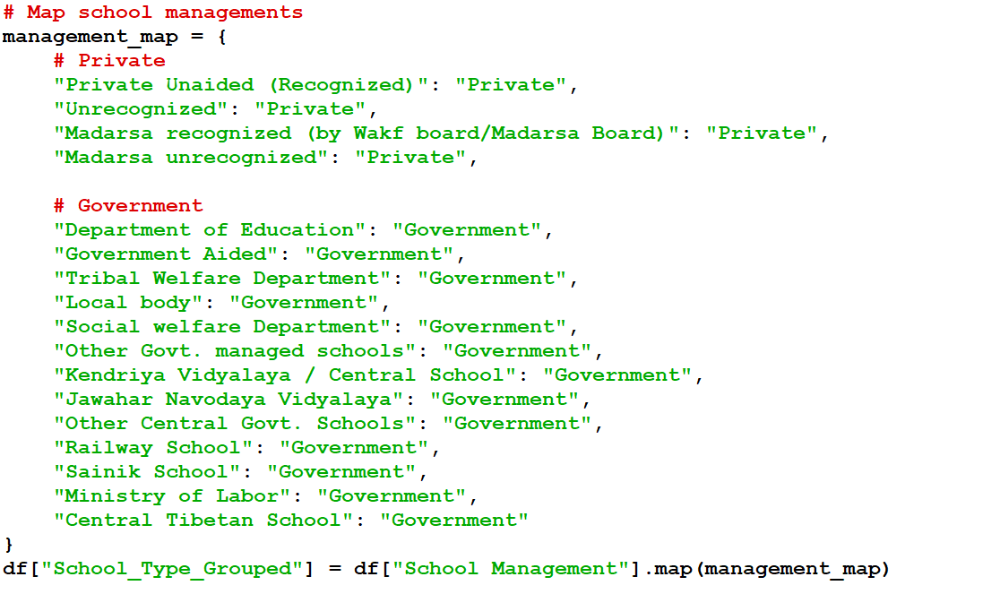 # Map school managements
management_map = {
    # Private
    "Private Unaided (Recognized)": "Private",
    "Unrecognized": "Private",
    "Madarsa recognized (by Wakf board/Madarsa Board)": "Private",
    "Madarsa unrecognized": "Private",

    # Government
    "Department of Education": "Government",
    "Government Aided": "Government",
    "Tribal Welfare Department": "Government",
    "Local body": "Government",
    "Social welfare Department": "Government",
    "Other Govt. managed schools": "Government",
    "Kendriya Vidyalaya / Central School": "Government",
    "Jawahar Navodaya Vidyalaya": "Government",
    "Other Central Govt. Schools": "Government",
    "Railway School": "Government",
    "Sainik School": "Government",
    "Ministry of Labor": "Government",
    "Central Tibetan School": "Government"
}
df["School_Type_Grouped"] = df["School Management"].map(management_map)